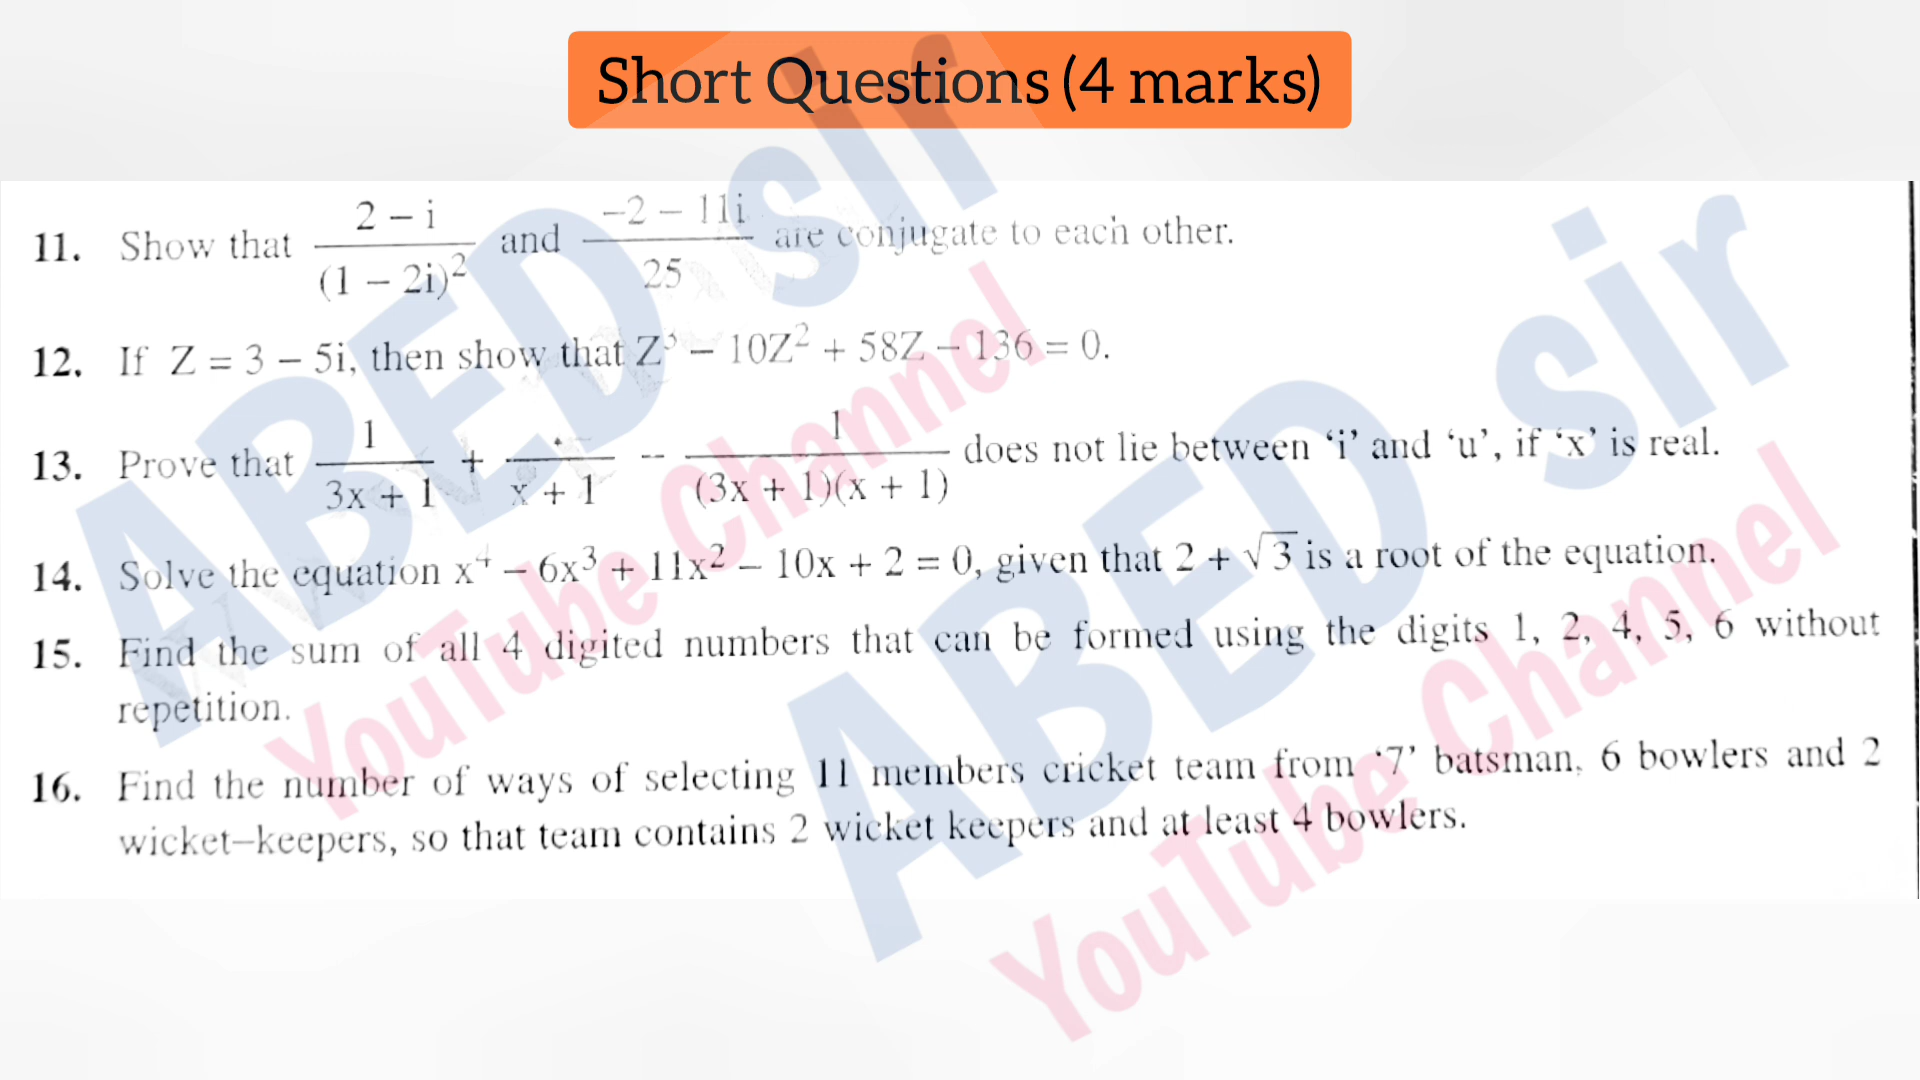 Short Questions (4 marks)
11. Show that (2 – i)/(1 – 2i)² and (–2 – 11i)/25 are conjugate to each other.
12. If Z = 3 – 5i, then show that Z³ – 10Z² + 58Z – 136 = 0.
13. Prove that 1/(3x + 1) + /(x + 1) – 1/((3x + 1)(x + 1)) does not lie between ‘i’ and ‘u’, if ‘x’ is real.
14. Solve the equation x⁴ – 6x³ + 11x² – 10x + 2 = 0, given that 2 + √3 is a root of the equation.
15. Find the sum of all 4 digited numbers that can be formed using the digits 1, 2, 4, 5, 6 without
repetition.
16. Find the number of ways of selecting 11 members cricket team from ‘7’ batsman, 6 bowlers and 2
wicket–keepers, so that team contains 2 wicket keepers and at least 4 bowlers.
ABED sir
YouTube Channel
ABED sir
YouTube Channel